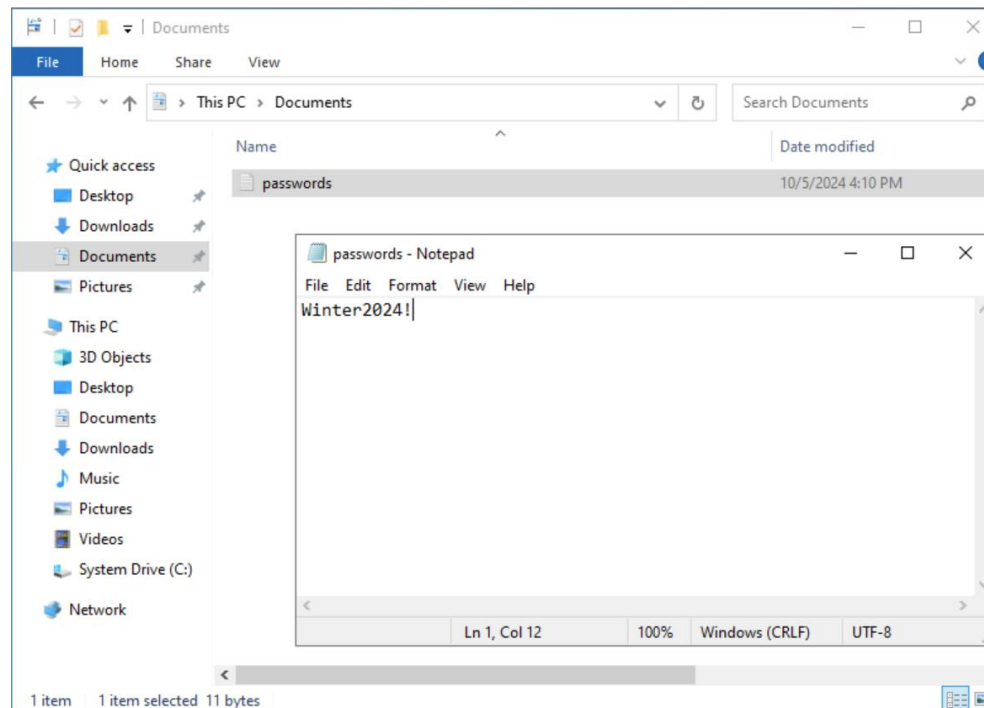 Documents
File Home Share View
This PC > Documents
Search Documents
Name
Date modified
Quick access
Desktop
Downloads
Documents
Pictures
This PC
3D Objects
Desktop
Documents
Downloads
Music
Pictures
Videos
System Drive (C:)
Network
passwords
10/5/2024 4:10 PM
passwords - Notepad
File Edit Format View Help
Winter2024!
Ln 1, Col 12
100%
Windows (CRLF)
UTF-8
1 item
1 item selected 11 bytes